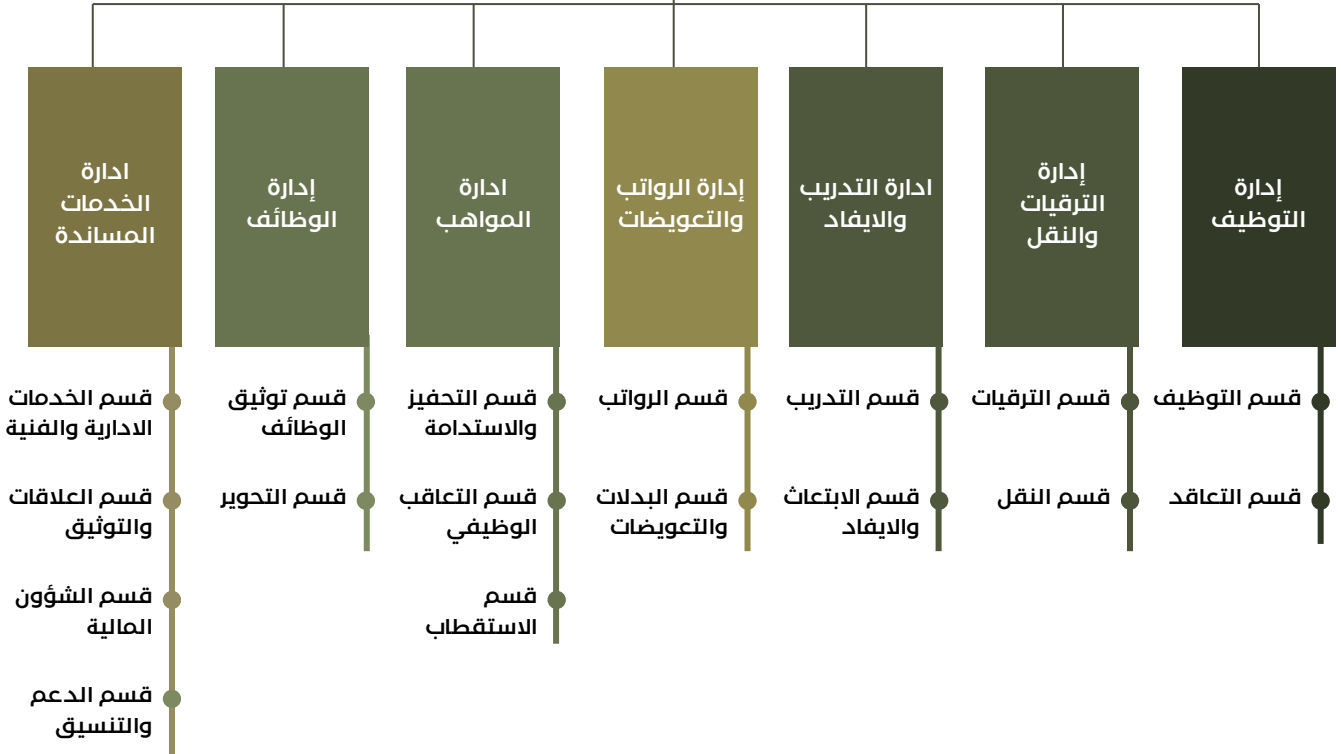 إدارة
التوظيف
إدارة
الترقيات
والنقل
ادارة التدريب
والايفاد
إدارة الرواتب
والتعويضات
ادارة
المواهب
إدارة
الوظائف
ادارة
الخدمات
المساندة
قسم التوظيف
قسم التعاقد
قسم الترقيات
قسم النقل
قسم التدريب
قسم الابتعاث
والايفاد
قسم الرواتب
قسم البدلات
والتعويضات
قسم التحفيز
والاستدامة
قسم التعاقب
الوظيفي
قسم
الاستقطاب
قسم توثيق
الوظائف
قسم التحوير
قسم الخدمات
الادارية والفنية
قسم العلاقات
والتوثيق
قسم الشؤون
المالية
قسم الدعم
والتنسيق